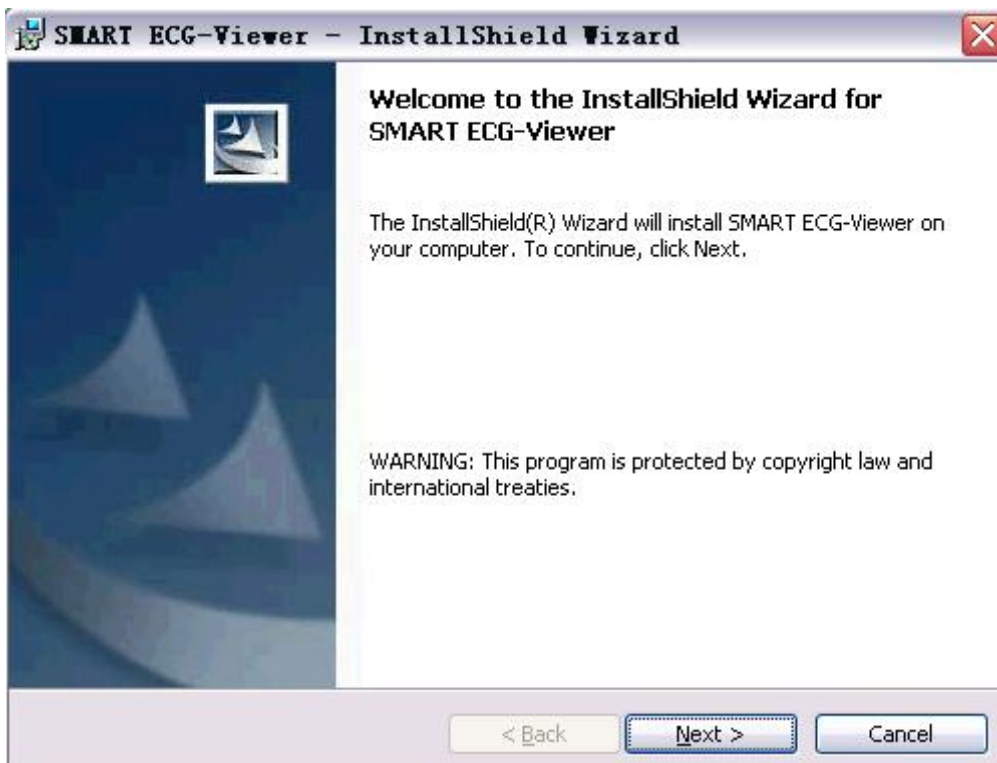 SMART ECG-Viewer - InstallShield Wizard
Welcome to the InstallShield Wizard for
SMART ECG-Viewer
The InstallShield(R) Wizard will install SMART ECG-Viewer on
your computer. To continue, click Next.
WARNING: This program is protected by copyright law and
international treaties.
< Back Next > Cancel